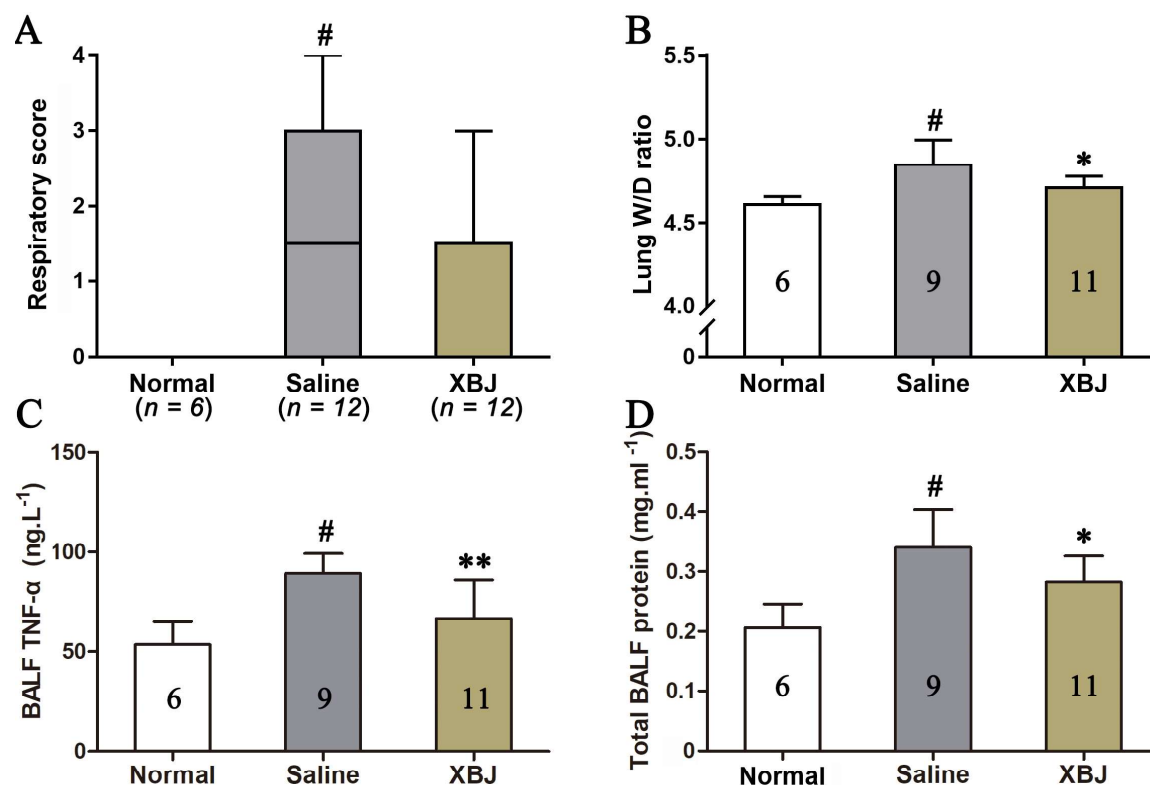 A
#
Respiratory score
4
3
2
1
0
Normal
Saline
XBJ
(n = 6)
(n = 12)
(n = 12)
B
#
*
Lung W/D ratio
5.5
5.0
4.5
4.0
0
6
9
11
Normal
Saline
XBJ
C
#
**
BALF TNF-α (ng.L⁻¹)
150
100
50
0
6
9
11
Normal
Saline
XBJ
D
#
*
Total BALF protein (mg.ml ⁻¹)
0.5
0.4
0.3
0.2
0.1
0
6
9
11
Normal
Saline
XBJ